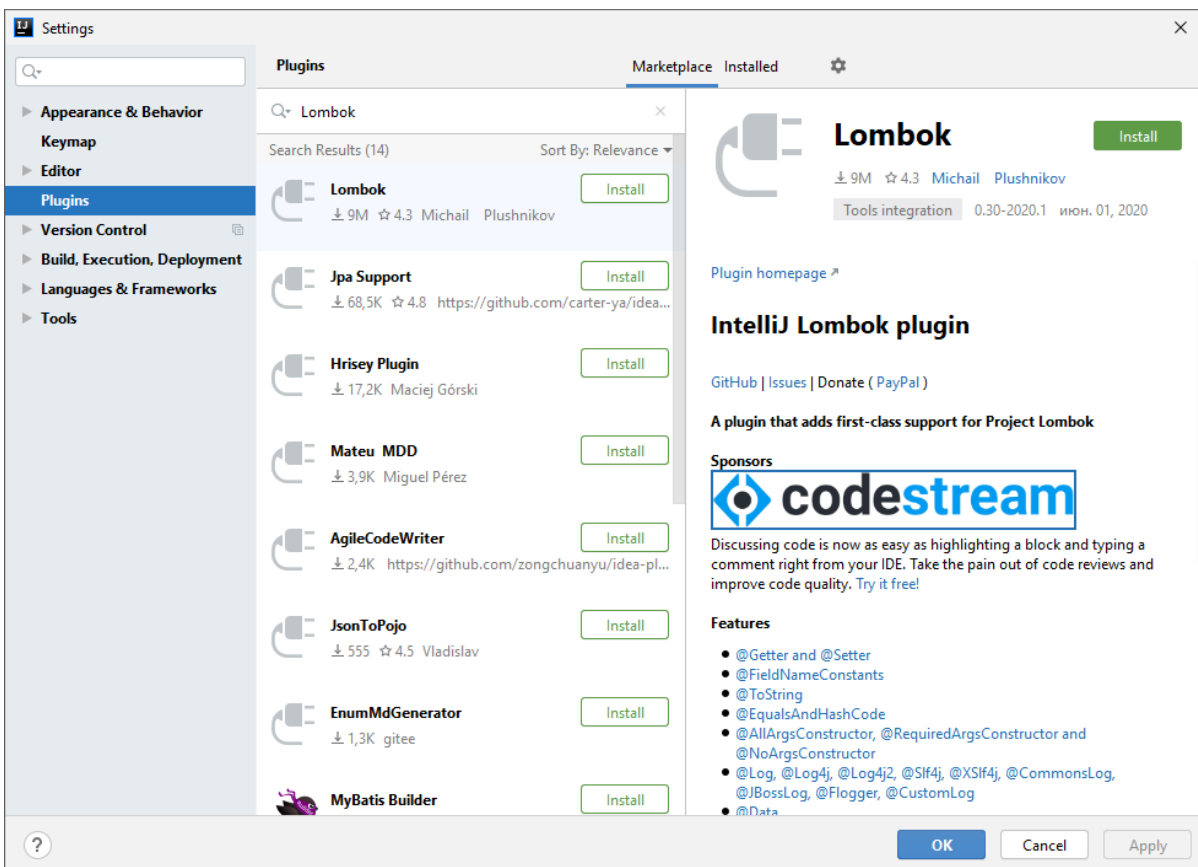 Settings
Appearance & Behavior
Keymap
Editor
Plugins
Version Control
Build, Execution, Deployment
Languages & Frameworks
Tools
Plugins
Marketplace Installed
Lombok
Search Results (14) Sort By: Relevance
Lombok Install
9M 4.3 Michail Plushnikov
Jpa Support Install
68,5K 4.8 https://github.com/carter-ya/idea...
Hrisey Plugin Install
17,2K Maciej Górski
Mateu MDD Install
3,9K Miguel Pérez
AgileCodeWriter Install
2,4K https://github.com/zongchuanyu/idea-pl...
JsonToPojo Install
555 4.5 Vladislav
EnumMdGenerator Install
1,3K gitee
MyBatis Builder Install
Lombok Install
9M 4.3 Michail Plushnikov
Tools integration 0.30-2020.1 июн. 01, 2020
Plugin homepage
IntelliJ Lombok plugin
GitHub | Issues | Donate ( PayPal )
A plugin that adds first-class support for Project Lombok
Sponsors
codestream
Discussing code is now as easy as highlighting a block and typing a
comment right from your IDE. Take the pain out of code reviews and
improve code quality. Try it free!
Features
@Getter and @Setter
@FieldNameConstants
@ToString
@EqualsAndHashCode
@AllArgsConstructor, @RequiredArgsConstructor and
@NoArgsConstructor
@Log, @Log4j, @Log4j2, @Slf4j, @XSlf4j, @CommonsLog,
@JBossLog, @Flogger, @CustomLog
@Data
? OK Cancel Apply